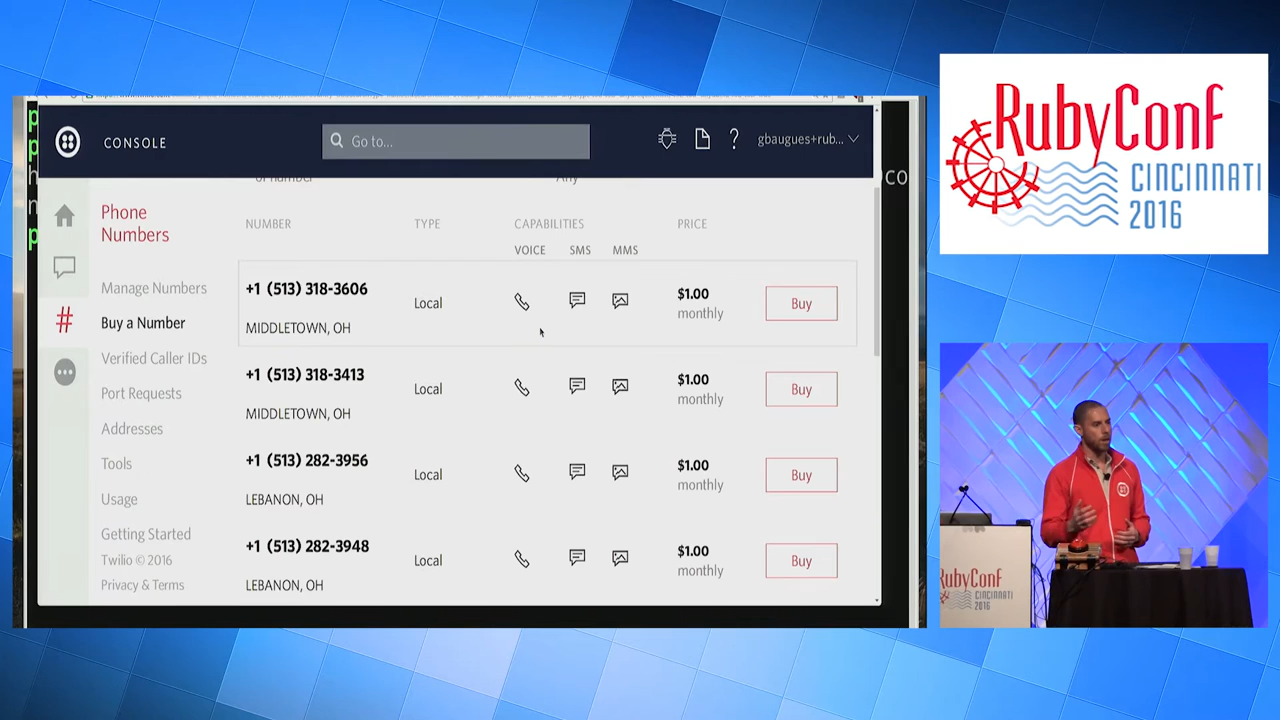 CONSOLE
Go to...
?
gbaugues+rub...
co
Phone
Numbers
Manage Numbers
Buy a Number
Verified Caller IDs
Port Requests
Addresses
Tools
Usage
Getting Started
Twilio © 2016
Privacy & Terms
#
NUMBER TYPE CAPABILITIES PRICE
VOICE SMS MMS
+1 (513) 318-3606
MIDDLETOWN, OH
Local
$1.00
monthly
Buy
+1 (513) 318-3413
MIDDLETOWN, OH
Local
$1.00
monthly
Buy
+1 (513) 282-3956
LEBANON, OH
Local
$1.00
monthly
Buy
+1 (513) 282-3948
LEBANON, OH
Local
$1.00
monthly
Buy
RubyConf
CINCINNATI
2016
RubyConf
CINCINNATI
2016